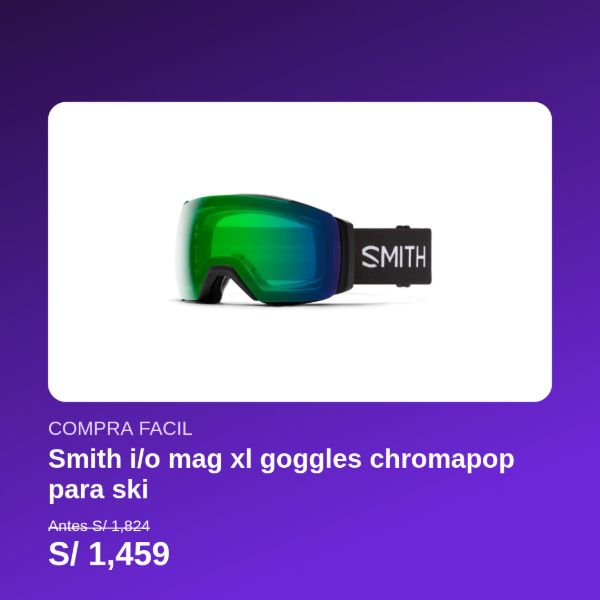 SMITH
COMPRA FACIL
Smith i/o mag xl goggles chromapop
para ski
Antes S/ 1,824
S/ 1,459